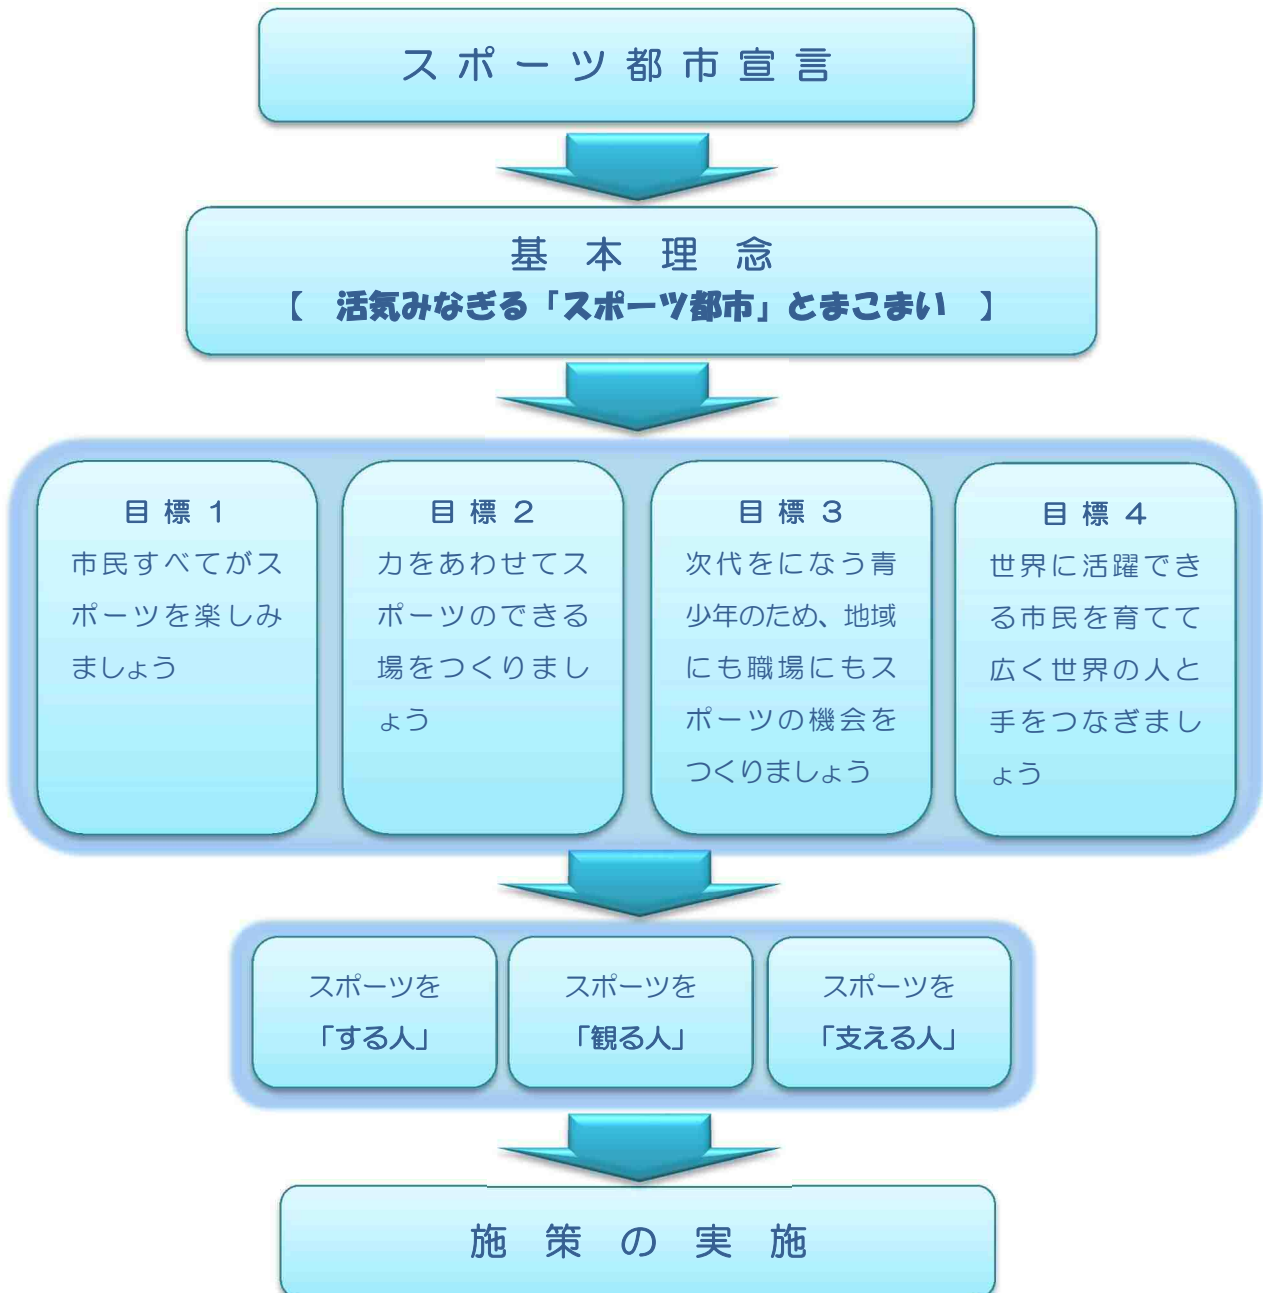 スポーツ都市宣言
基本理念
【 活気みなぎる「スポーツ都市」とまこまい 】
目標1
市民すべてがス
ポーツを楽しみ
ましょう
目標2
力をあわせてス
ポーツのできる
場をつくりまし
ょう
目標3
次代をになう青
少年のため、地域
にも職場にもス
ポーツの機会を
つくりましょう
目標4
世界に活躍でき
る市民を育てて
広く世界の人と
手をつなぎまし
ょう
スポーツを
「する人」
スポーツを
「観る人」
スポーツを
「支える人」
施策の実施